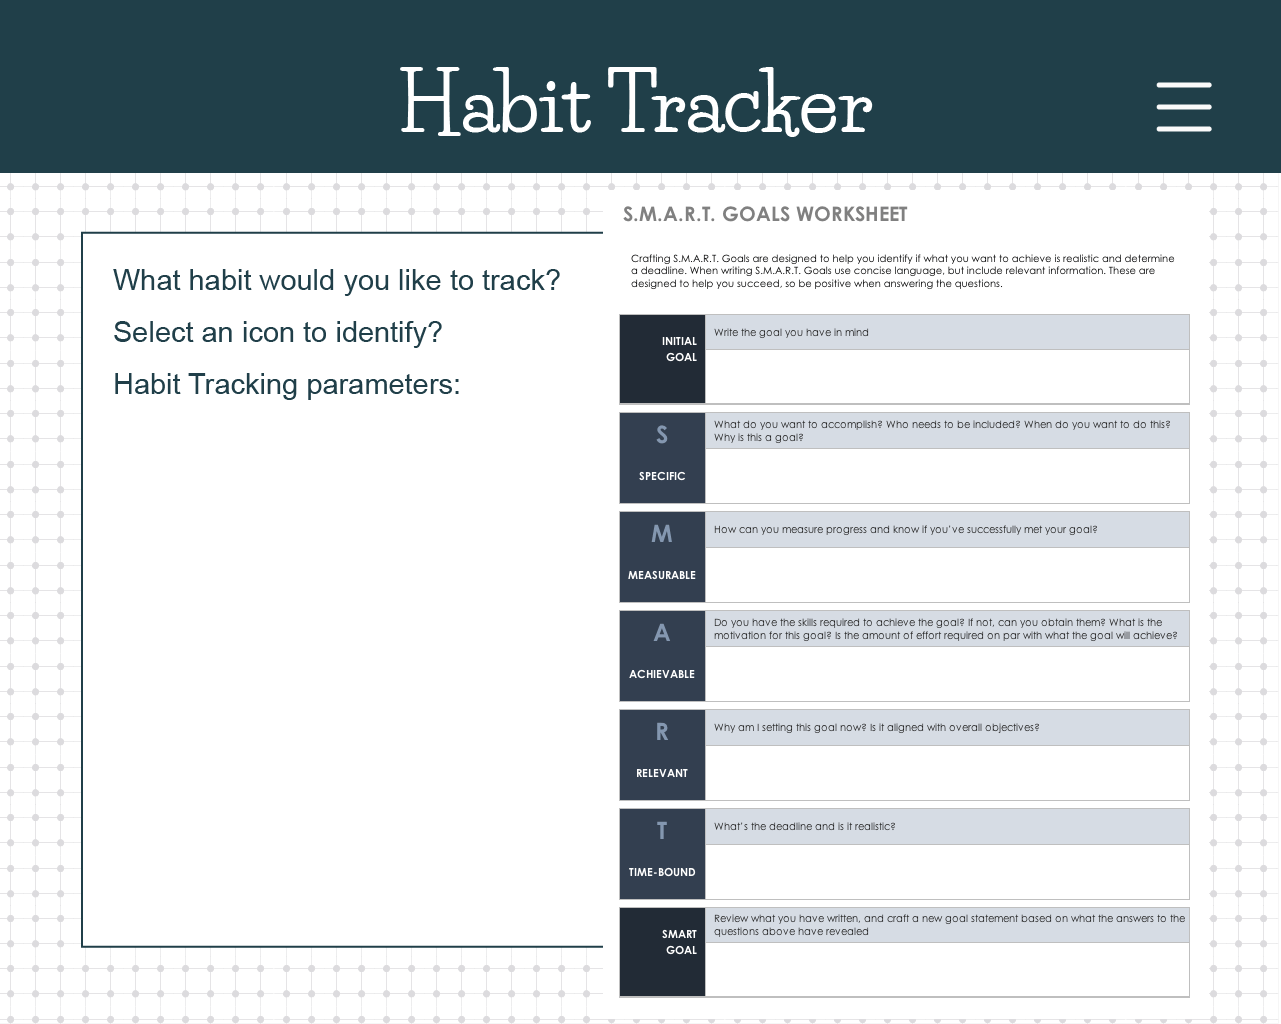 Habit Tracker
What habit would you like to track?
Select an icon to identify?
Habit Tracking parameters:
S.M.A.R.T. GOALS WORKSHEET
Crafting S.M.A.R.T. Goals are designed to help you identify if what you want to achieve is realistic and determine
a deadline. When writing S.M.A.R.T. Goals use concise language, but include relevant information. These are
designed to help you succeed, so be positive when answering the questions.
INITIAL
GOAL
Write the goal you have in mind
S
SPECIFIC
What do you want to accomplish? Who needs to be included? When do you want to do this?
Why is this a goal?
M
MEASURABLE
How can you measure progress and know if you've successfully met your goal?
A
ACHIEVABLE
Do you have the skills required to achieve the goal? If not, can you obtain them? What is the
motivation for this goal? Is the amount of effort required on par with what the goal will achieve?
R
RELEVANT
Why am I setting this goal now? Is it aligned with overall objectives?
T
TIME-BOUND
What's the deadline and is it realistic?
SMART
GOAL
Review what you have written, and craft a new goal statement based on what the answers to the
questions above have revealed